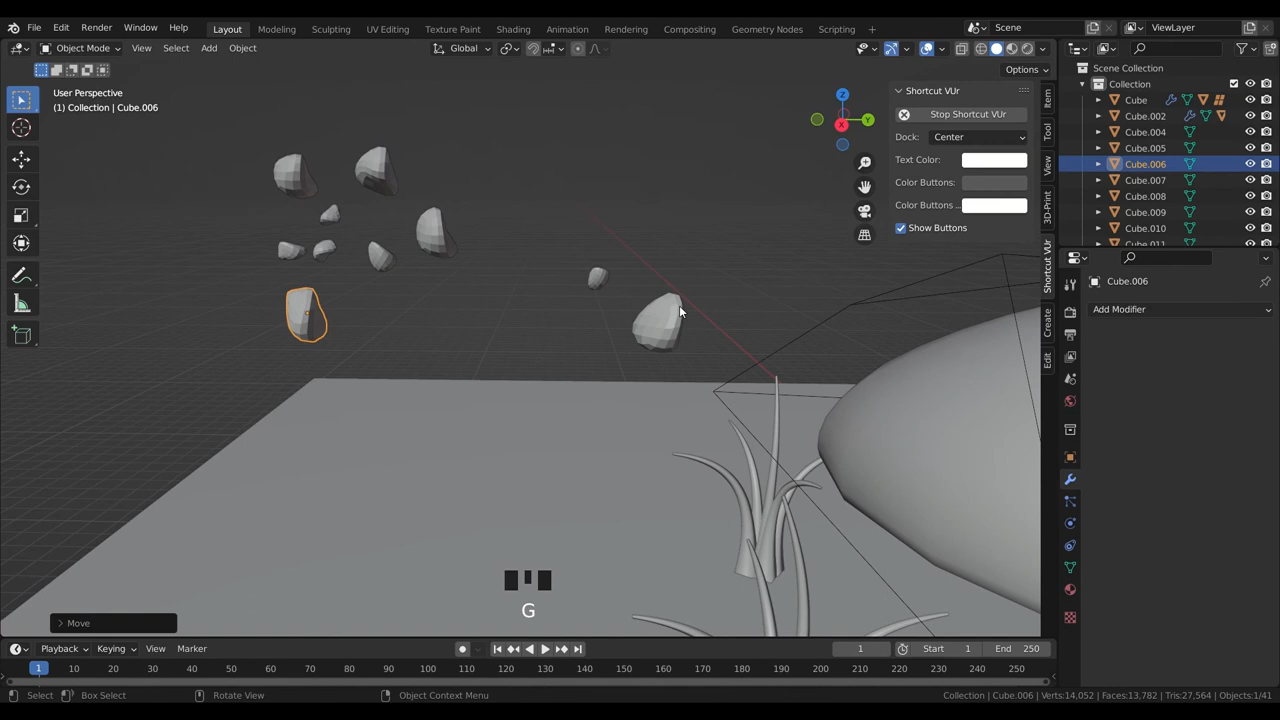 File Edit Render Window Help Layout Modeling Sculpting UV Editing Texture Paint Shading Animation Rendering Compositing Geometry Nodes Scripting + Scene ViewLayer
Object Mode View Select Add Object Global
Options
User Perspective
(1) Collection | Cube.006
Z
Y
X
Shortcut VUr
Stop Shortcut VUr
Dock: Center
Text Color:
Color Buttons:
Color Buttons ..
Show Buttons
Item
Tool
View
3D-Print
Shortcut VUr
Create
Edit
Scene Collection
Collection
Cube
Cube.002
Cube.004
Cube.005
Cube.006
Cube.007
Cube.008
Cube.009
Cube.010
Cube.011
Cube.006
Add Modifier
G
Move
Playback Keying View Marker 1 Start 1 End 250
1 10 20 30 40 50 60 70 80 90 100 110 120 130 140 150 160 170 180 190 200 210 220 230 240 250
Select Box Select Rotate View Object Context Menu Collection | Cube.006 | Verts:14,052 | Faces:13,782 | Tris:27,564 | Objects:1/41